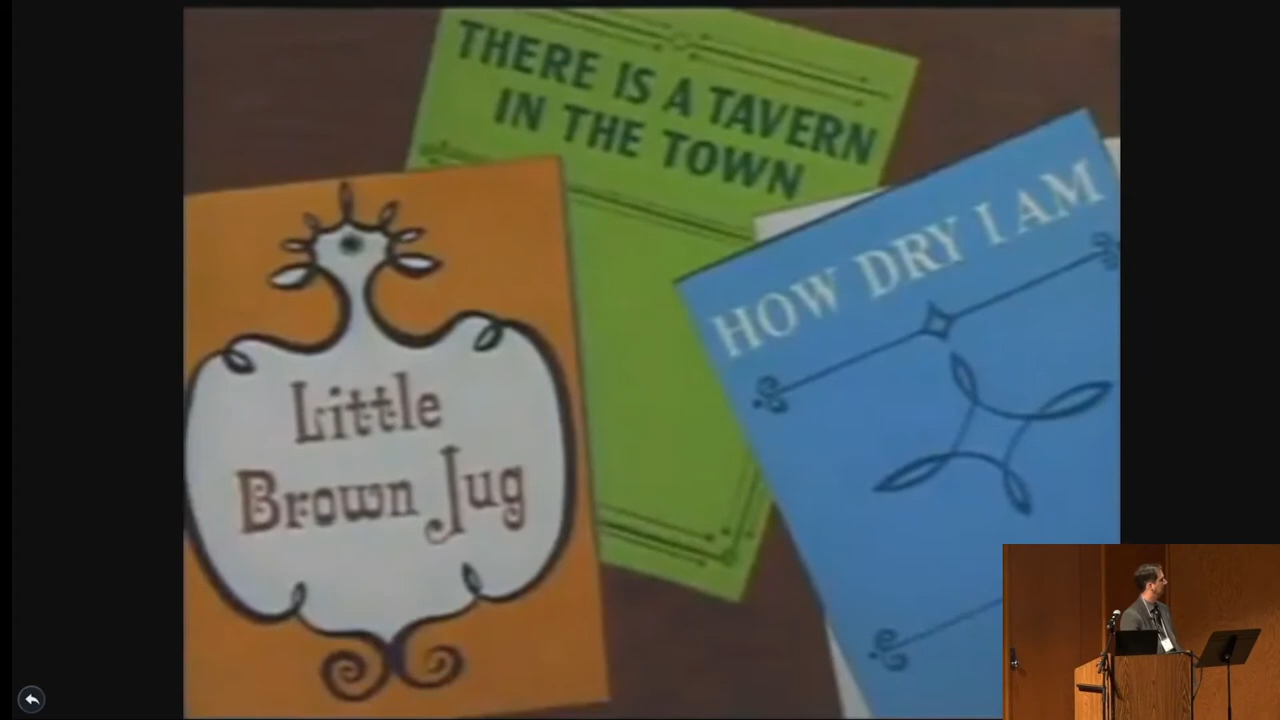 THERE IS A TAVERN
IN THE TOWN
HOW DRY I AM
Little
Brown Jug